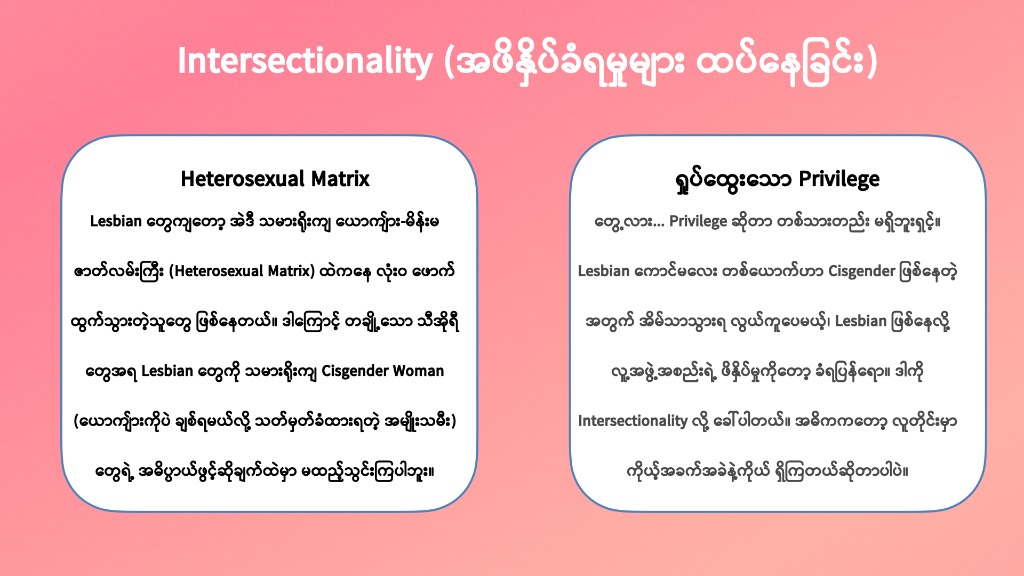 Intersectionality (အဖိနှိပ်ခံရမှုများ ထပ်နေခြင်း)
Heterosexual Matrix
Lesbian တွေကျတော့ အဲဒီ သမားရိုးကျ ယောက်ျား-မိန်းမ
ဇာတ်လမ်းကြီး (Heterosexual Matrix) ထဲကနေ လုံးဝ ဖောက်
ထွက်သွားတဲ့သူတွေ ဖြစ်နေတယ်။ ဒါကြောင့် တချို့သော သီအိုရီ
တွေအရ Lesbian တွေကို သမားရိုးကျ Cisgender Woman
(ယောက်ျားကိုပဲ ချစ်ရမယ်လို့ သတ်မှတ်ခံထားရတဲ့ အမျိုးသမီး)
တွေရဲ့ အဓိပ္ပာယ်ဖွင့်ဆိုချက်ထဲမှာ မထည့်သွင်းကြပါဘူး။
ရှုပ်ထွေးသော Privilege
တွေ့လား... Privilege ဆိုတာ တစ်သားတည်း မရှိဘူးရှင့်။
Lesbian ကောင်မလေး တစ်ယောက်ဟာ Cisgender ဖြစ်နေတဲ့
အတွက် အိမ်သာသွားရ လွယ်ကူပေမယ့်၊ Lesbian ဖြစ်နေလို့
လူ့အဖွဲ့အစည်းရဲ့ ဖိနှိပ်မှုကိုတော့ ခံရပြန်ရော။ ဒါကို
Intersectionality လို့ ခေါ်ပါတယ်။ အဓိကကတော့ လူတိုင်းမှာ
ကိုယ့်အခက်အခဲနဲ့ကိုယ် ရှိကြတယ်ဆိုတာပါပဲ။